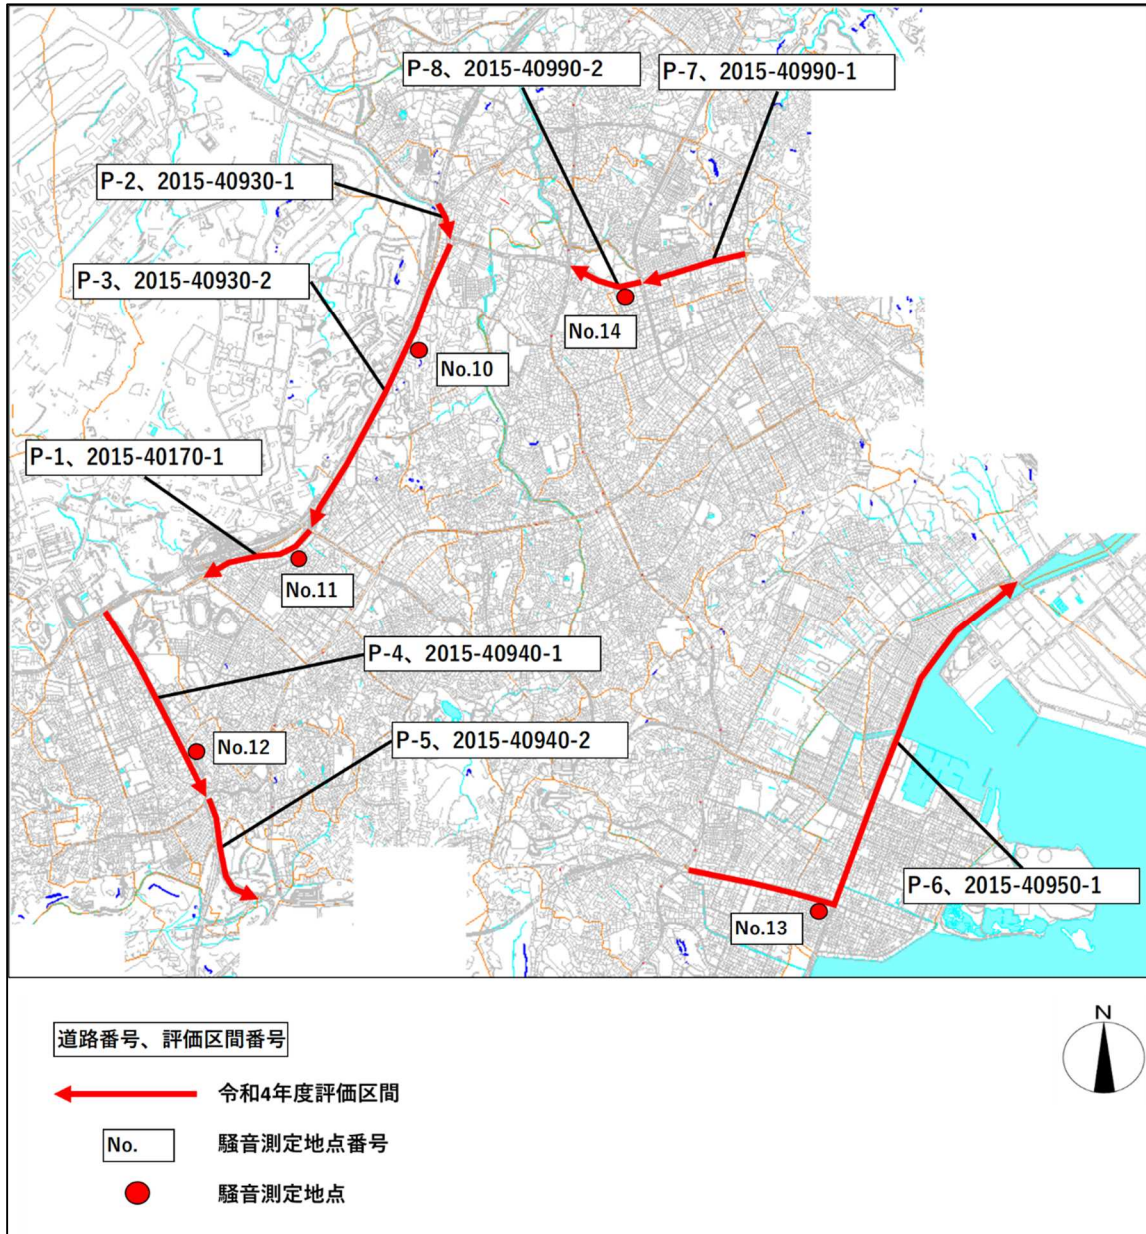 P-8、2015-40990-2
P-7、2015-40990-1
P-2、2015-40930-1
P-3、2015-40930-2
No.14
No.10
P-1、2015-40170-1
No.11
P-4、2015-40940-1
No.12
P-5、2015-40940-2
P-6、2015-40950-1
No.13
道路番号、評価区間番号
N
令和4年度評価区間
No.
騒音測定地点番号
騒音測定地点